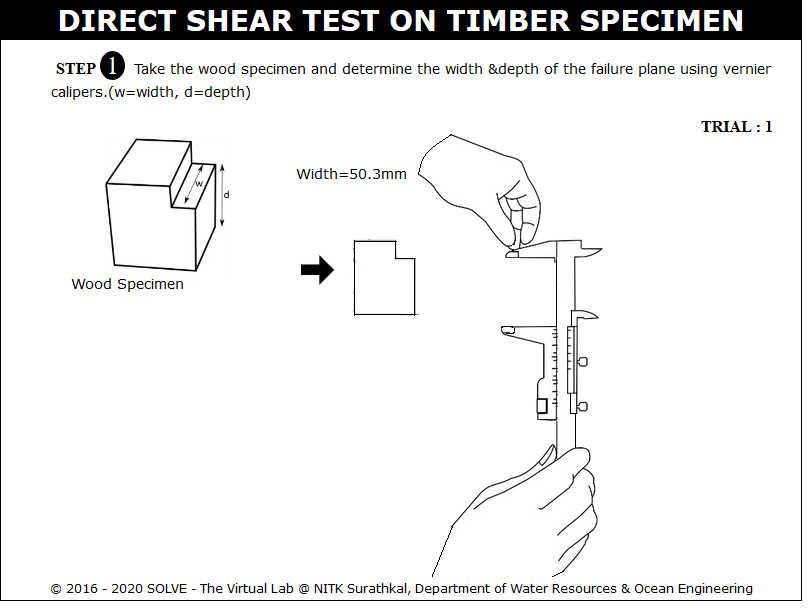 DIRECT SHEAR TEST ON TIMBER SPECIMEN
STEP 1 Take the wood specimen and determine the width &depth of the failure plane using vernier
calipers.(w=width, d=depth)
TRIAL : 1
Width=50.3mm
w
d
Wood Specimen
© 2016 - 2020 SOLVE - The Virtual Lab @ NITK Surathkal, Department of Water Resources & Ocean Engineering